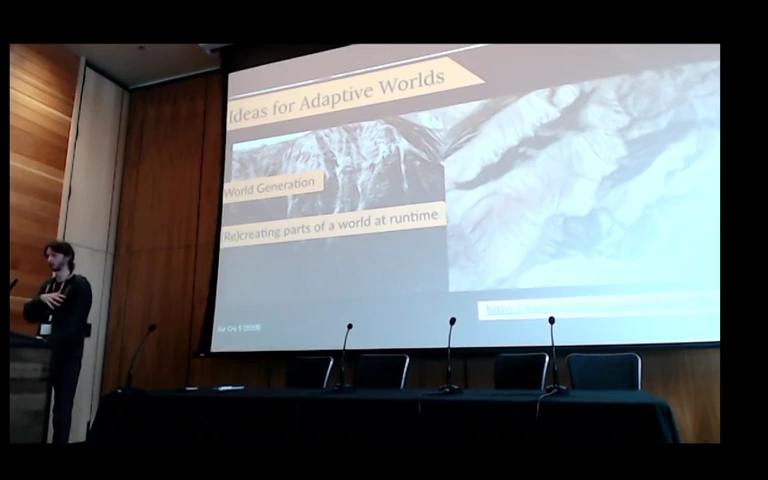 Ideas for Adaptive Worlds
World Generation
(Re)creating parts of a world at runtime
Far Cry 5 (2018)